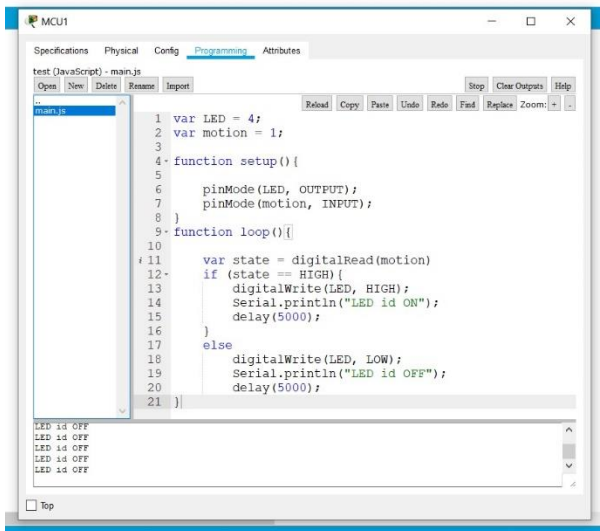 MCU1
Specifications Physical Config Programming Attributes
test (JavaScript) - main.js
Open New Delete Rename Import Stop Clear Outputs Help
..
main.js
Reload Copy Paste Undo Redo Find Replace Zoom: + -
1 var LED = 4;
2 var motion = 1;
3
4 function setup(){
5
6 pinMode(LED, OUTPUT);
7 pinMode(motion, INPUT);
8 }
9 function loop(){
10
i 11 var state = digitalRead(motion)
12 if (state == HIGH){
13 digitalWrite(LED, HIGH);
14 Serial.println("LED id ON");
15 delay(5000);
16 }
17 else
18 digitalWrite(LED, LOW);
19 Serial.println("LED id OFF");
20 delay(5000);
21 }
LED id OFF
LED id OFF
LED id OFF
LED id OFF
LED id OFF
Top